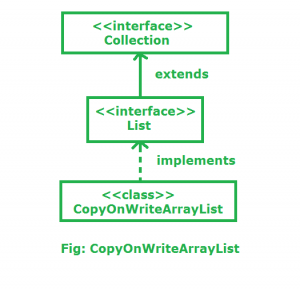 <<interface>>
Collection
extends
<<interface>>
List
implements
<<class>>
CopyOnWriteArrayList
Fig: CopyOnWriteArrayList